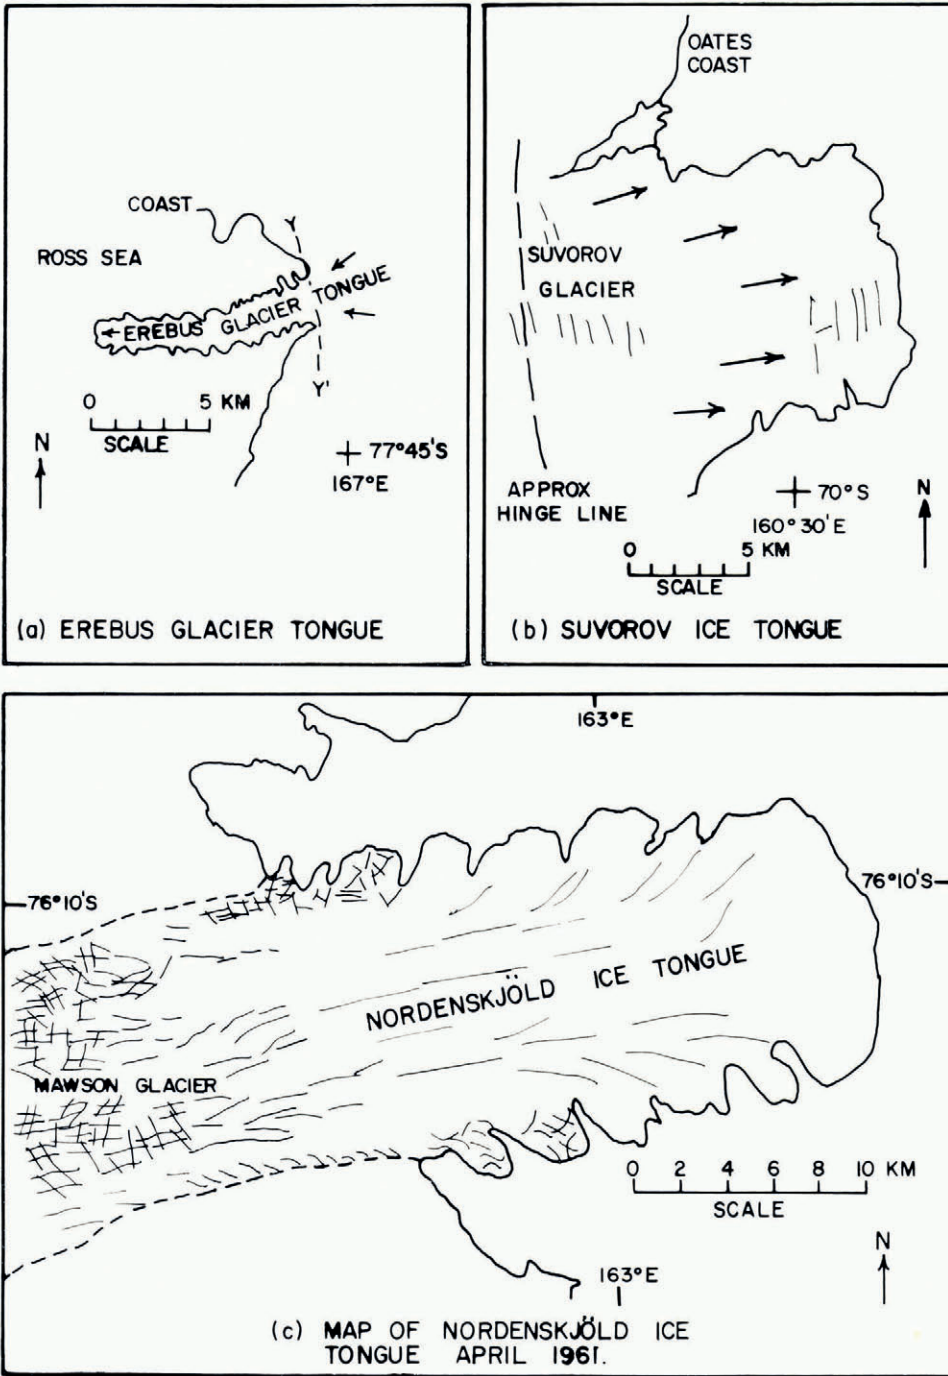 COAST
ROSS SEA
Y
EREBUS GLACIER TONGUE
Y'
0 5 KM
SCALE
N
77°45'S
167°E
(a) EREBUS GLACIER TONGUE
OATES
COAST
SUVOROV
GLACIER
APPROX
HINGE LINE
70°S
160°30'E
N
0 5 KM
SCALE
(b) SUVOROV ICE TONGUE
163°E
76°10'S
76°10'S
NORDENSKJÖLD ICE TONGUE
MAWSON GLACIER
0 2 4 6 8 10 KM
SCALE
N
163°E
(c) MAP OF NORDENSKJÖLD ICE
TONGUE APRIL 1961.